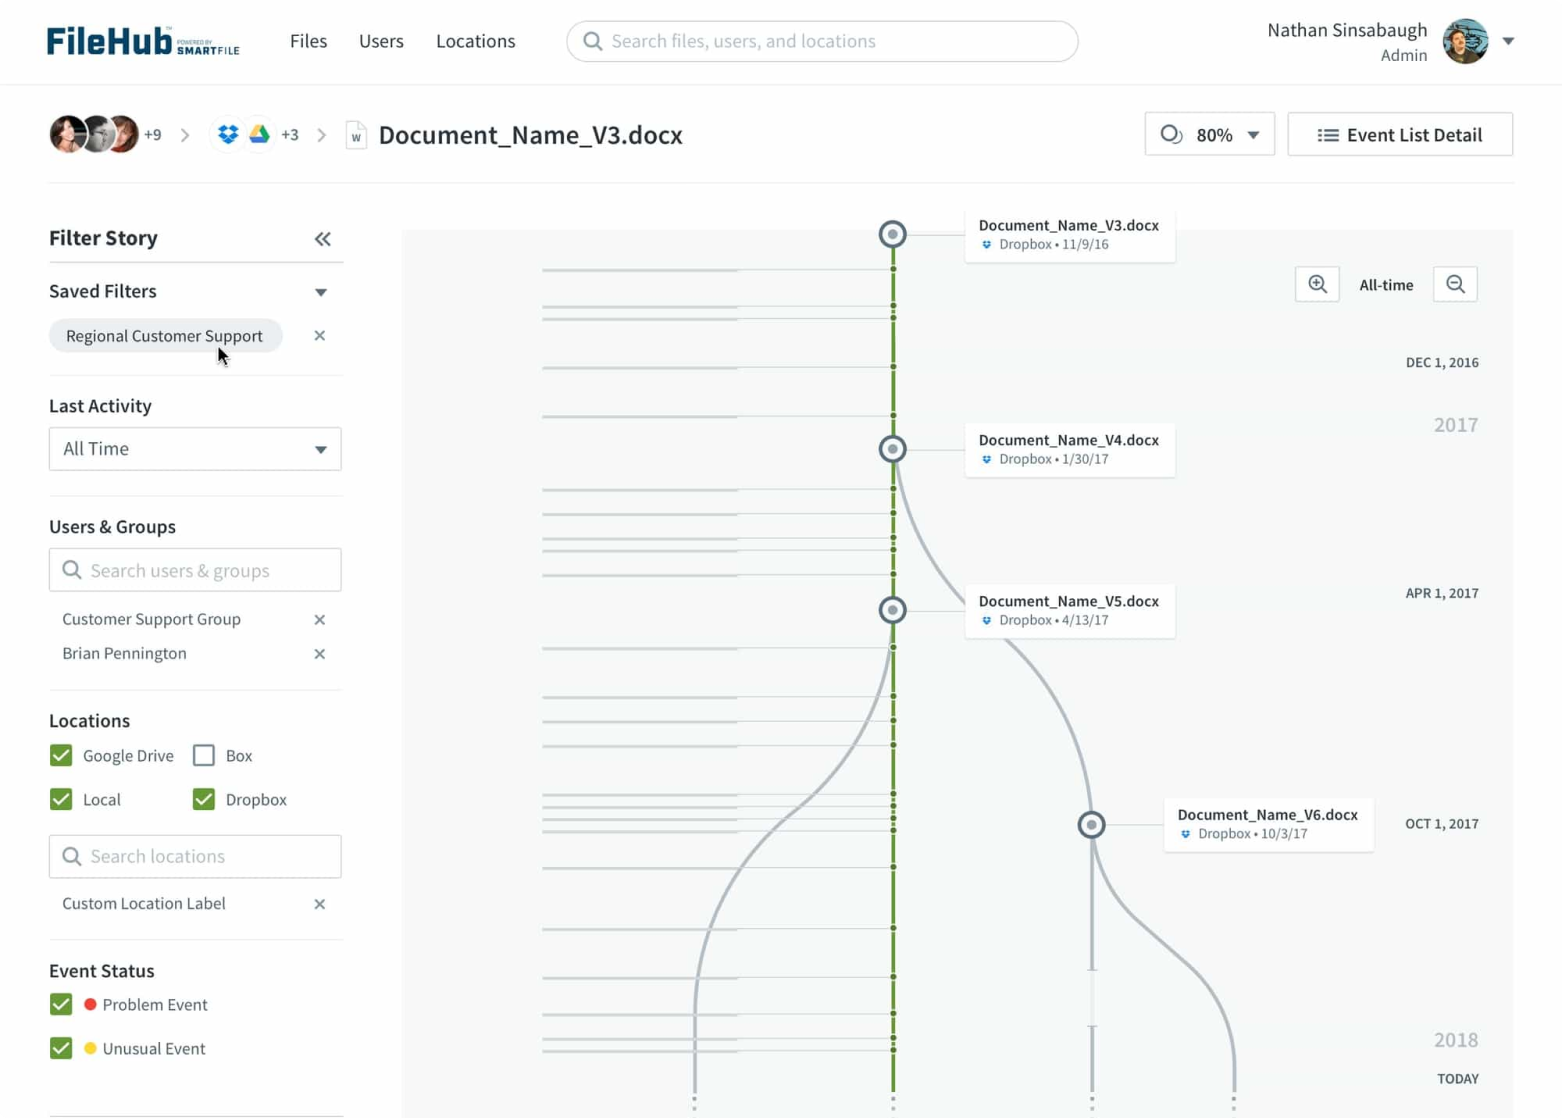 FileHub™ POWERED BY SMARTFILE
Files Users Locations
Search files, users, and locations
Nathan Sinsabaugh
Admin
+9
+3
W
Document_Name_V3.docx
80%
Event List Detail
Filter Story
Saved Filters
Regional Customer Support
Last Activity
All Time
Users & Groups
Search users & groups
Customer Support Group
Brian Pennington
Locations
Google Drive Box
Local Dropbox
Search locations
Custom Location Label
Event Status
Problem Event
Unusual Event
Document_Name_V3.docx
Dropbox • 11/9/16
All-time
DEC 1, 2016
2017
Document_Name_V4.docx
Dropbox • 1/30/17
APR 1, 2017
Document_Name_V5.docx
Dropbox • 4/13/17
Document_Name_V6.docx
Dropbox • 10/3/17
OCT 1, 2017
2018
TODAY